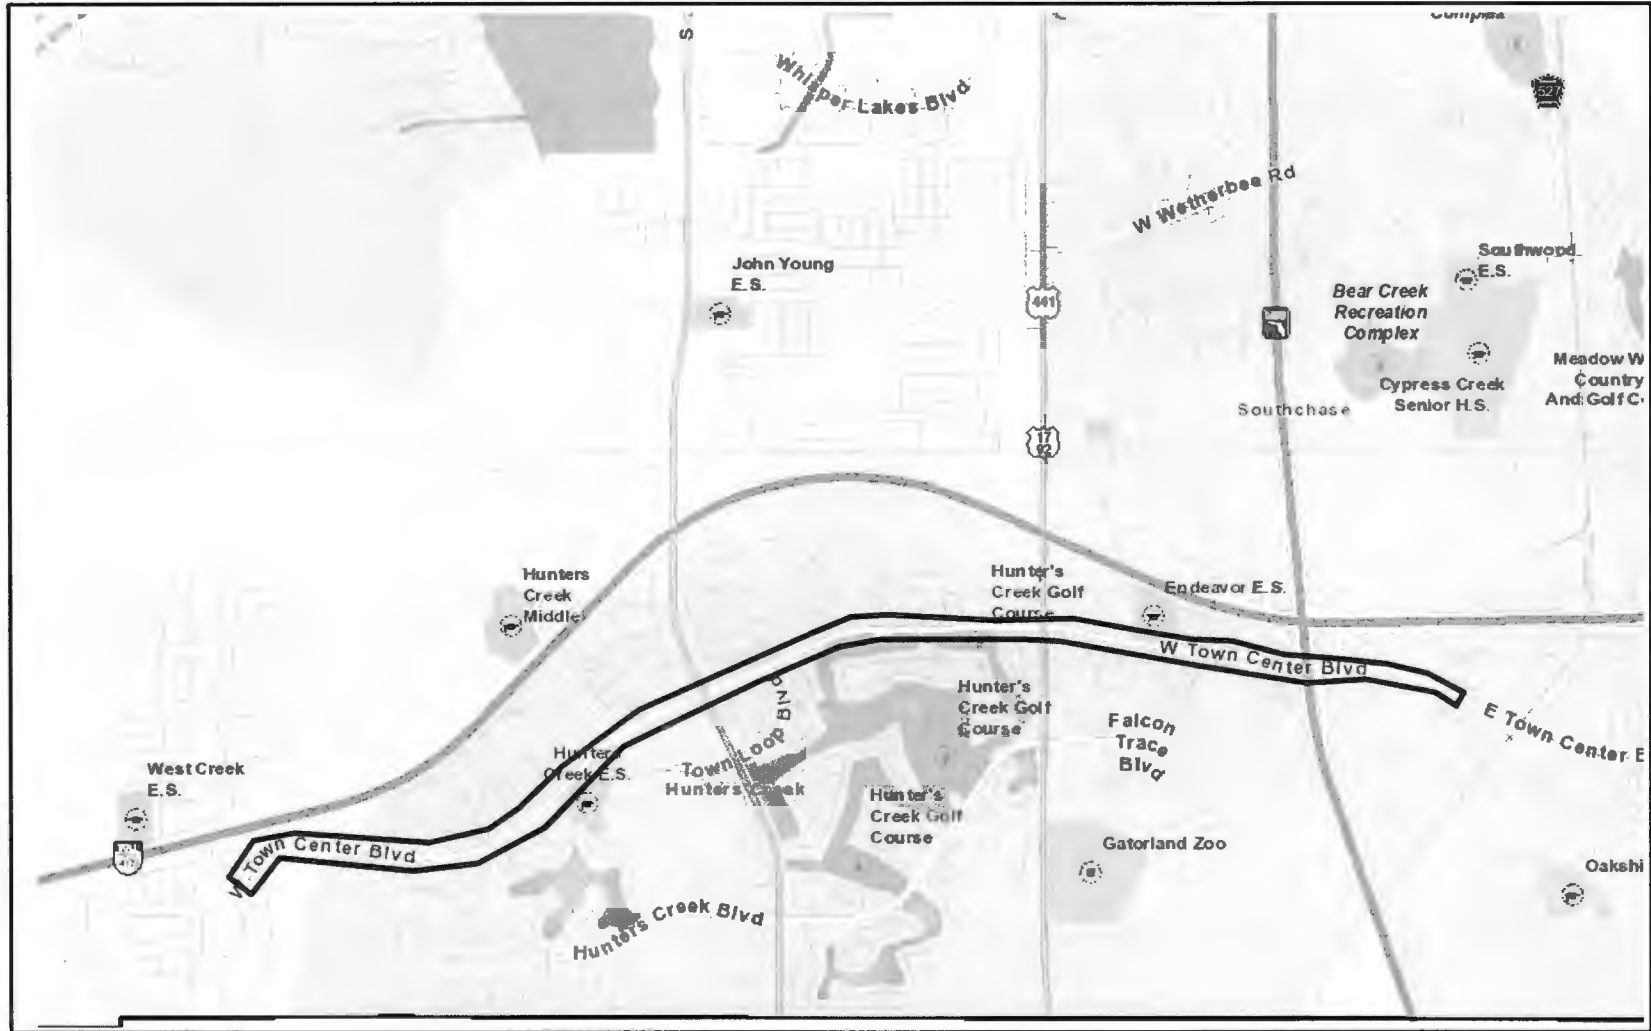 Complex
S
527
Whisper Lakes Blvd
W Wetherbee Rd
John Young
E.S.
Southwood
E.S.
441
Bear Creek
Recreation
Complex
Meadow W
Country
And Golf C
Cypress Creek
Senior H.S.
Southchase
17
92
Hunters
Creek
Middle
Hunter's
Creek Golf
Course
Endeavor E.S.
W Town Center Blvd
Hunter's
Creek Golf
Course
E Town Center B
Falcon
Trace
Blvd
Town Loop Blvd
Hunters Creek
Hunters
Creek E.S.
West Creek
E.S.
Hunter's
Creek Golf
Course
417
W Town Center Blvd
Gatorland Zoo
Oakshi
Hunters Creek Blvd